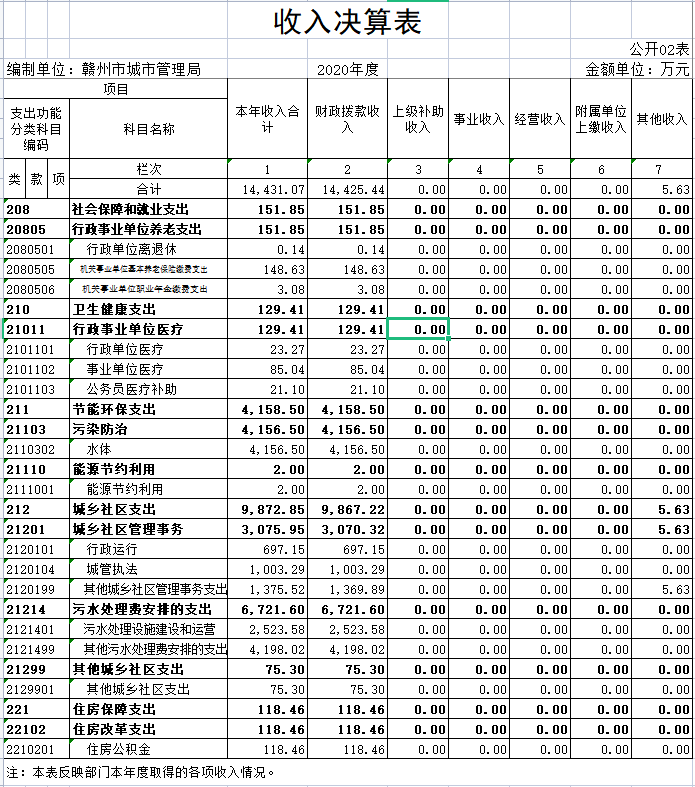 收入决算表
公开02表
编制单位：赣州市城市管理局 2020年度 金额单位：万元
项目 本年收入合计 财政拨款收入 上级补助收入 事业收入 经营收入 附属单位上缴收入 其他收入
支出功能分类科目编码 科目名称
类 款 项 栏次 1 2 3 4 5 6 7
合计 14,431.07 14,425.44 0.00 0.00 0.00 0.00 5.63
208 社会保障和就业支出 151.85 151.85 0.00 0.00 0.00 0.00 0.00
20805 行政事业单位养老支出 151.85 151.85 0.00 0.00 0.00 0.00 0.00
2080501 行政单位离退休 0.14 0.14 0.00 0.00 0.00 0.00 0.00
2080505 机关事业单位基本养老保险缴费支出 148.63 148.63 0.00 0.00 0.00 0.00 0.00
2080506 机关事业单位职业年金缴费支出 3.08 3.08 0.00 0.00 0.00 0.00 0.00
210 卫生健康支出 129.41 129.41 0.00 0.00 0.00 0.00 0.00
21011 行政事业单位医疗 129.41 129.41 0.00 0.00 0.00 0.00 0.00
2101101 行政单位医疗 23.27 23.27 0.00 0.00 0.00 0.00 0.00
2101102 事业单位医疗 85.04 85.04 0.00 0.00 0.00 0.00 0.00
2101103 公务员医疗补助 21.10 21.10 0.00 0.00 0.00 0.00 0.00
211 节能环保支出 4,158.50 4,158.50 0.00 0.00 0.00 0.00 0.00
21103 污染防治 4,156.50 4,156.50 0.00 0.00 0.00 0.00 0.00
2110302 水体 4,156.50 4,156.50 0.00 0.00 0.00 0.00 0.00
21110 能源节约利用 2.00 2.00 0.00 0.00 0.00 0.00 0.00
2111001 能源节约利用 2.00 2.00 0.00 0.00 0.00 0.00 0.00
212 城乡社区支出 9,872.85 9,867.22 0.00 0.00 0.00 0.00 5.63
21201 城乡社区管理事务 3,075.95 3,070.32 0.00 0.00 0.00 0.00 5.63
2120101 行政运行 697.15 697.15 0.00 0.00 0.00 0.00 0.00
2120104 城管执法 1,003.29 1,003.29 0.00 0.00 0.00 0.00 0.00
2120199 其他城乡社区管理事务支出 1,375.52 1,369.89 0.00 0.00 0.00 0.00 5.63
21214 污水处理费安排的支出 6,721.60 6,721.60 0.00 0.00 0.00 0.00 0.00
2121401 污水处理设施建设和运营 2,523.58 2,523.58 0.00 0.00 0.00 0.00 0.00
2121499 其他污水处理费安排的支出 4,198.02 4,198.02 0.00 0.00 0.00 0.00 0.00
21299 其他城乡社区支出 75.30 75.30 0.00 0.00 0.00 0.00 0.00
2129901 其他城乡社区支出 75.30 75.30 0.00 0.00 0.00 0.00 0.00
221 住房保障支出 118.46 118.46 0.00 0.00 0.00 0.00 0.00
22102 住房改革支出 118.46 118.46 0.00 0.00 0.00 0.00 0.00
2210201 住房公积金 118.46 118.46 0.00 0.00 0.00 0.00 0.00
注：本表反映部门本年度取得的各项收入情况。